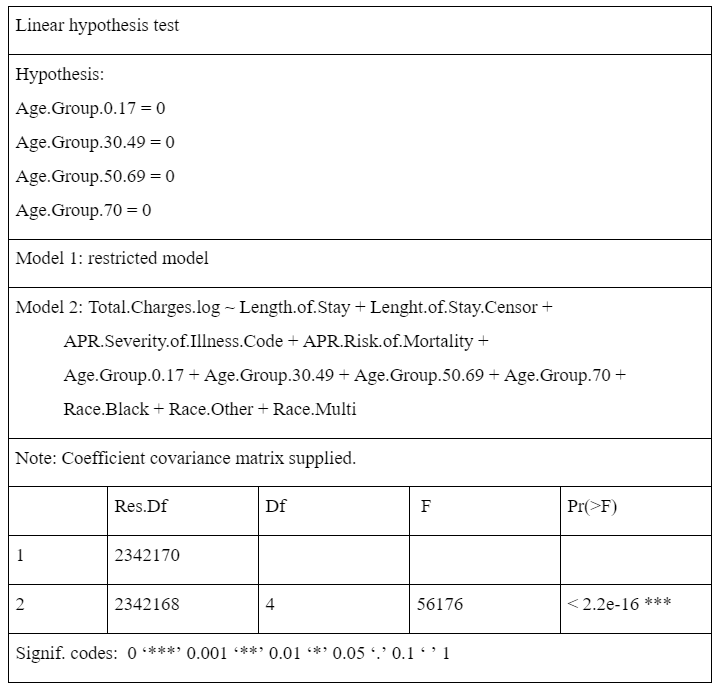 Linear hypothesis test
Hypothesis:
Age.Group.0.17 = 0
Age.Group.30.49 = 0
Age.Group.50.69 = 0
Age.Group.70 = 0
Model 1: restricted model
Model 2: Total.Charges.log ~ Length.of.Stay + Lenght.of.Stay.Censor +
APR.Severity.of.Illness.Code + APR.Risk.of.Mortality +
Age.Group.0.17 + Age.Group.30.49 + Age.Group.50.69 + Age.Group.70 +
Race.Black + Race.Other + Race.Multi
Note: Coefficient covariance matrix supplied.
Res.Df Df F Pr(>F)
1 2342170
2 2342168 4 56176 < 2.2e-16 ***
Signif. codes: 0 ‘***’ 0.001 ‘**’ 0.01 ‘*’ 0.05 ‘.’ 0.1 ‘ ’ 1